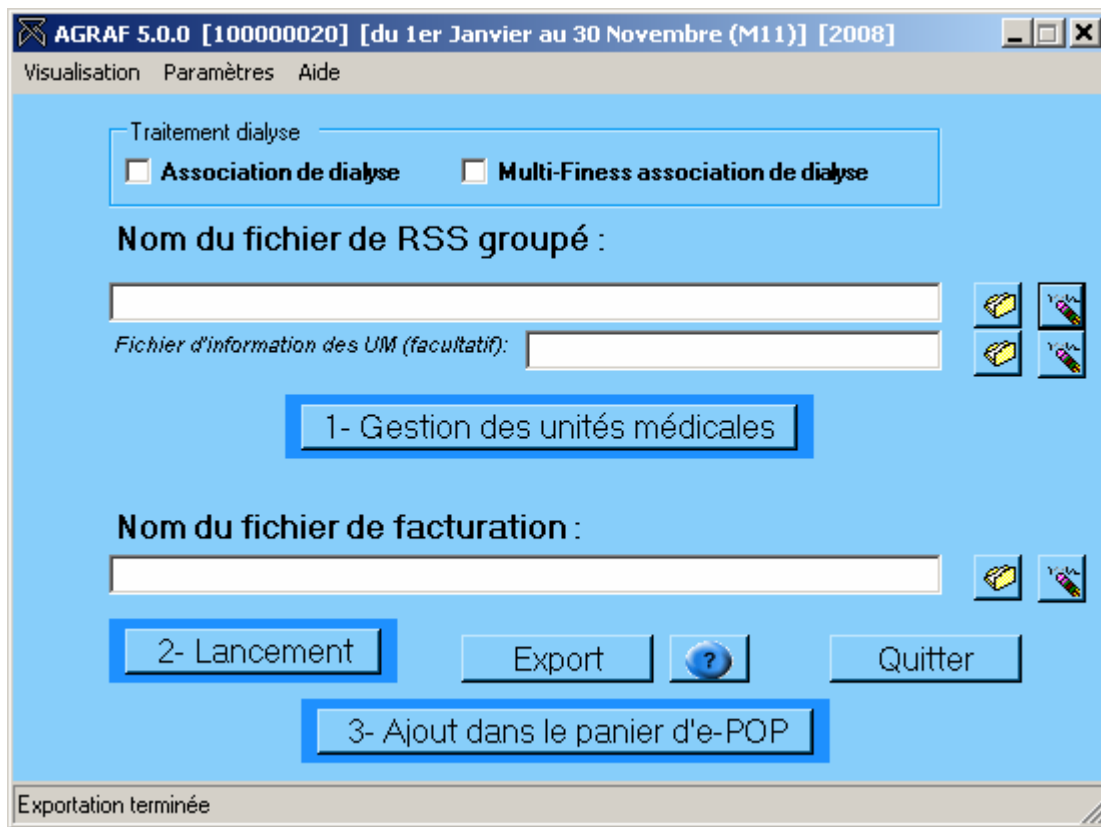 AGRAF 5.0.0 [100000020] [du 1er Janvier au 30 Novembre (M11)] [2008]
Visualisation Paramètres Aide
Traitement dialyse
Association de dialyse Multi-Finess association de dialyse
Nom du fichier de RSS groupé :
Fichier d'information des UM (facultatif):
1- Gestion des unités médicales
Nom du fichier de facturation :
2- Lancement Export ? Quitter
3- Ajout dans le panier d'e-POP
Exportation terminée